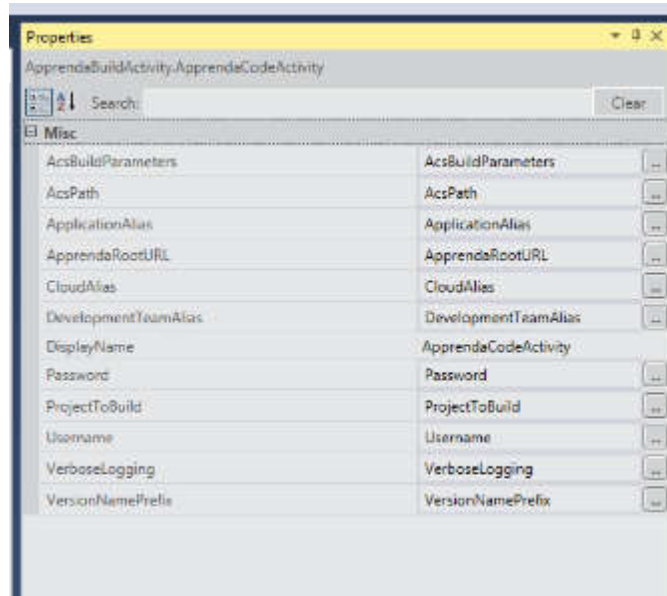 Properties
ApprendaBuildActivity.ApprendaCodeActivity
Search: Clear
Misc
AcsBuildParameters AcsBuildParameters ...
AcsPath AcsPath ...
ApplicationAlias ApplicationAlias ...
ApprendaRootURL ApprendaRootURL ...
CloudAlias CloudAlias ...
DevelopmentTeamAlias DevelopmentTeamAlias ...
DisplayName ApprendaCodeActivity
Password Password ...
ProjectToBuild ProjectToBuild ...
Username Username ...
VerboseLogging VerboseLogging ...
VersionNamePrefix VersionNamePrefix ...